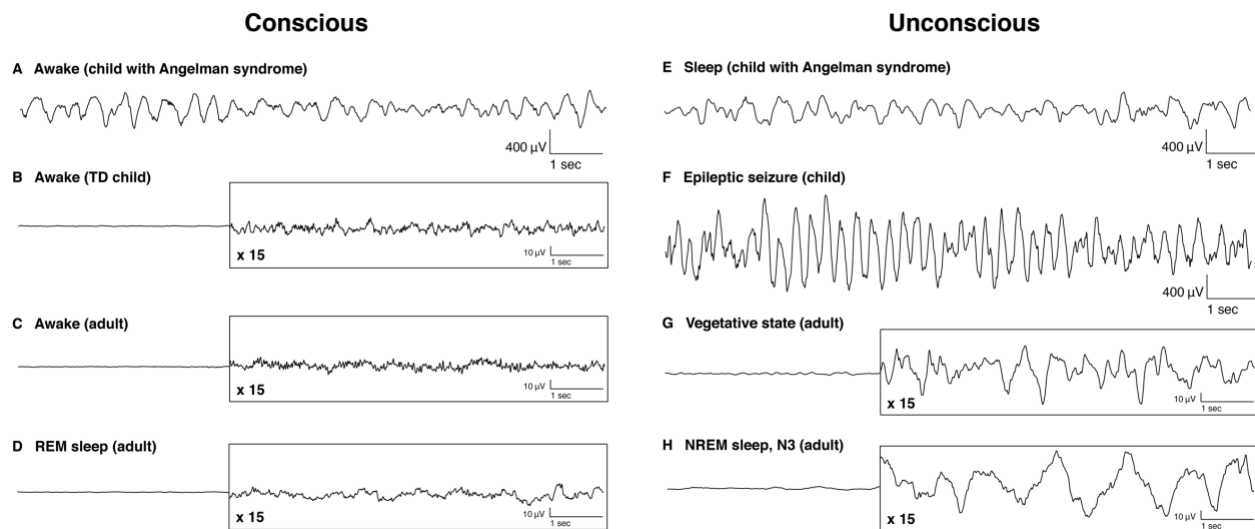 Conscious
A Awake (child with Angelman syndrome)
400 µV
1 sec
B Awake (TD child)
x 15
10 µV
1 sec
C Awake (adult)
x 15
10 µV
1 sec
D REM sleep (adult)
x 15
10 µV
1 sec
Unconscious
E Sleep (child with Angelman syndrome)
400 µV
1 sec
F Epileptic seizure (child)
400 µV
1 sec
G Vegetative state (adult)
x 15
10 µV
1 sec
H NREM sleep, N3 (adult)
x 15
10 µV
1 sec